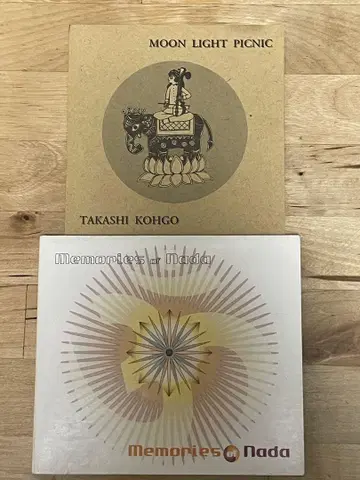 MOON LIGHT PICNIC
TAKASHI KOHGO
Memories of Nada
Memories of Nada